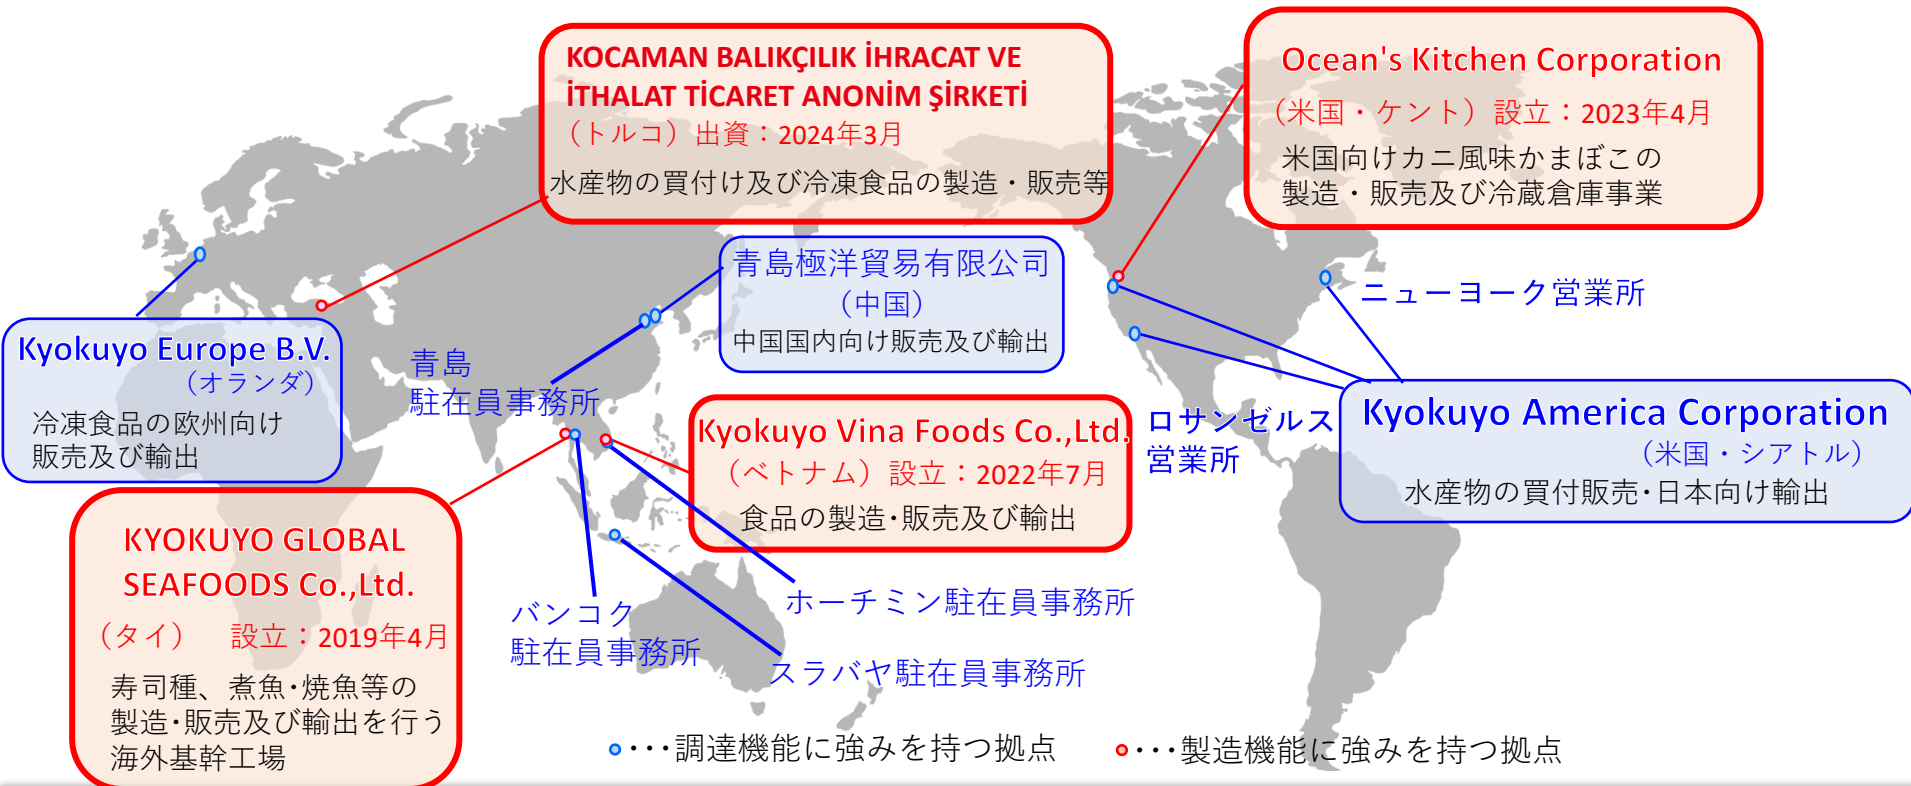 KOCAMAN BALIKÇILIK İHRACAT VE
İTHALAT TİCARET ANONİM ŞİRKETİ
（トルコ）出資：2024年3月
水産物の買付け及び冷凍食品の製造・販売等
Ocean's Kitchen Corporation
（米国・ケント）設立：2023年4月
米国向けカニ風味かまぼこの
製造・販売及び冷蔵倉庫事業
青島極洋貿易有限公司
（中国）
中国国内向け販売及び輸出
ニューヨーク営業所
Kyokuyo Europe B.V.
（オランダ）
冷凍食品の欧州向け
販売及び輸出
青島
駐在員事務所
Kyokuyo Vina Foods Co.,Ltd.
（ベトナム）設立：2022年7月
食品の製造･販売及び輸出
ロサンゼルス
営業所
Kyokuyo America Corporation
（米国・シアトル）
水産物の買付販売･日本向け輸出
KYOKUYO GLOBAL
SEAFOODS Co.,Ltd.
（タイ）　設立：2019年4月
寿司種、煮魚･焼魚等の
製造･販売及び輸出を行う
海外基幹工場
バンコク
駐在員事務所
ホーチミン駐在員事務所
スラバヤ駐在員事務所
･･･調達機能に強みを持つ拠点
･･･製造機能に強みを持つ拠点